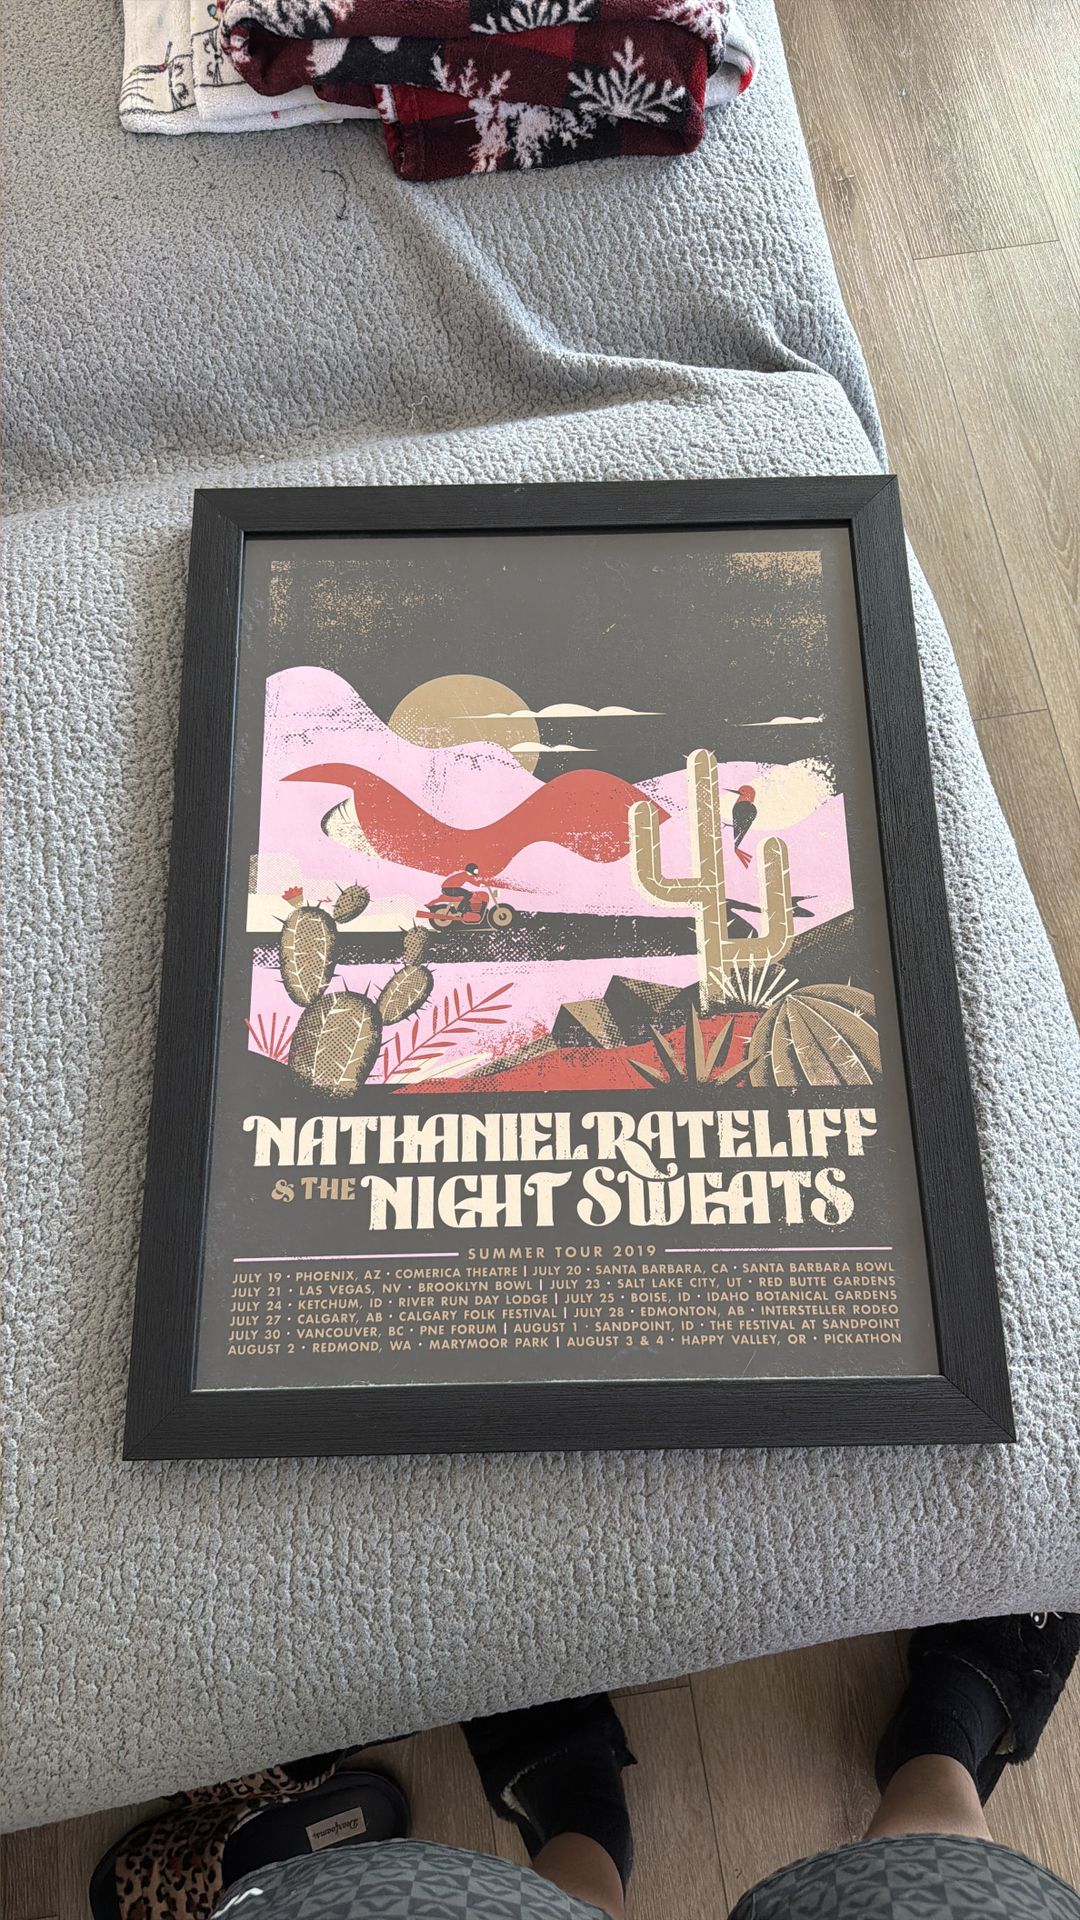 NATHANIEL RATELIFF
& THE NIGHT SWEATS
SUMMER TOUR 2019
JULY 19 • PHOENIX, AZ • COMERICA THEATRE | JULY 20 • SANTA BARBARA, CA • SANTA BARBARA BOWL
JULY 21 • LAS VEGAS, NV • BROOKLYN BOWL | JULY 23 • SALT LAKE CITY, UT • RED BUTTE GARDENS
JULY 24 • KETCHUM, ID • RIVER RUN DAY LODGE | JULY 25 • BOISE, ID • IDAHO BOTANICAL GARDENS
JULY 27 • CALGARY, AB • CALGARY FOLK FESTIVAL | JULY 28 • EDMONTON, AB • INTERSTELLER RODEO
JULY 30 • VANCOUVER, BC • PNE FORUM | AUGUST 1 • SANDPOINT, ID • THE FESTIVAL AT SANDPOINT
AUGUST 2 • REDMOND, WA • MARYMOOR PARK | AUGUST 3 & 4 • HAPPY VALLEY, OR • PICKATHON
Dearfoams